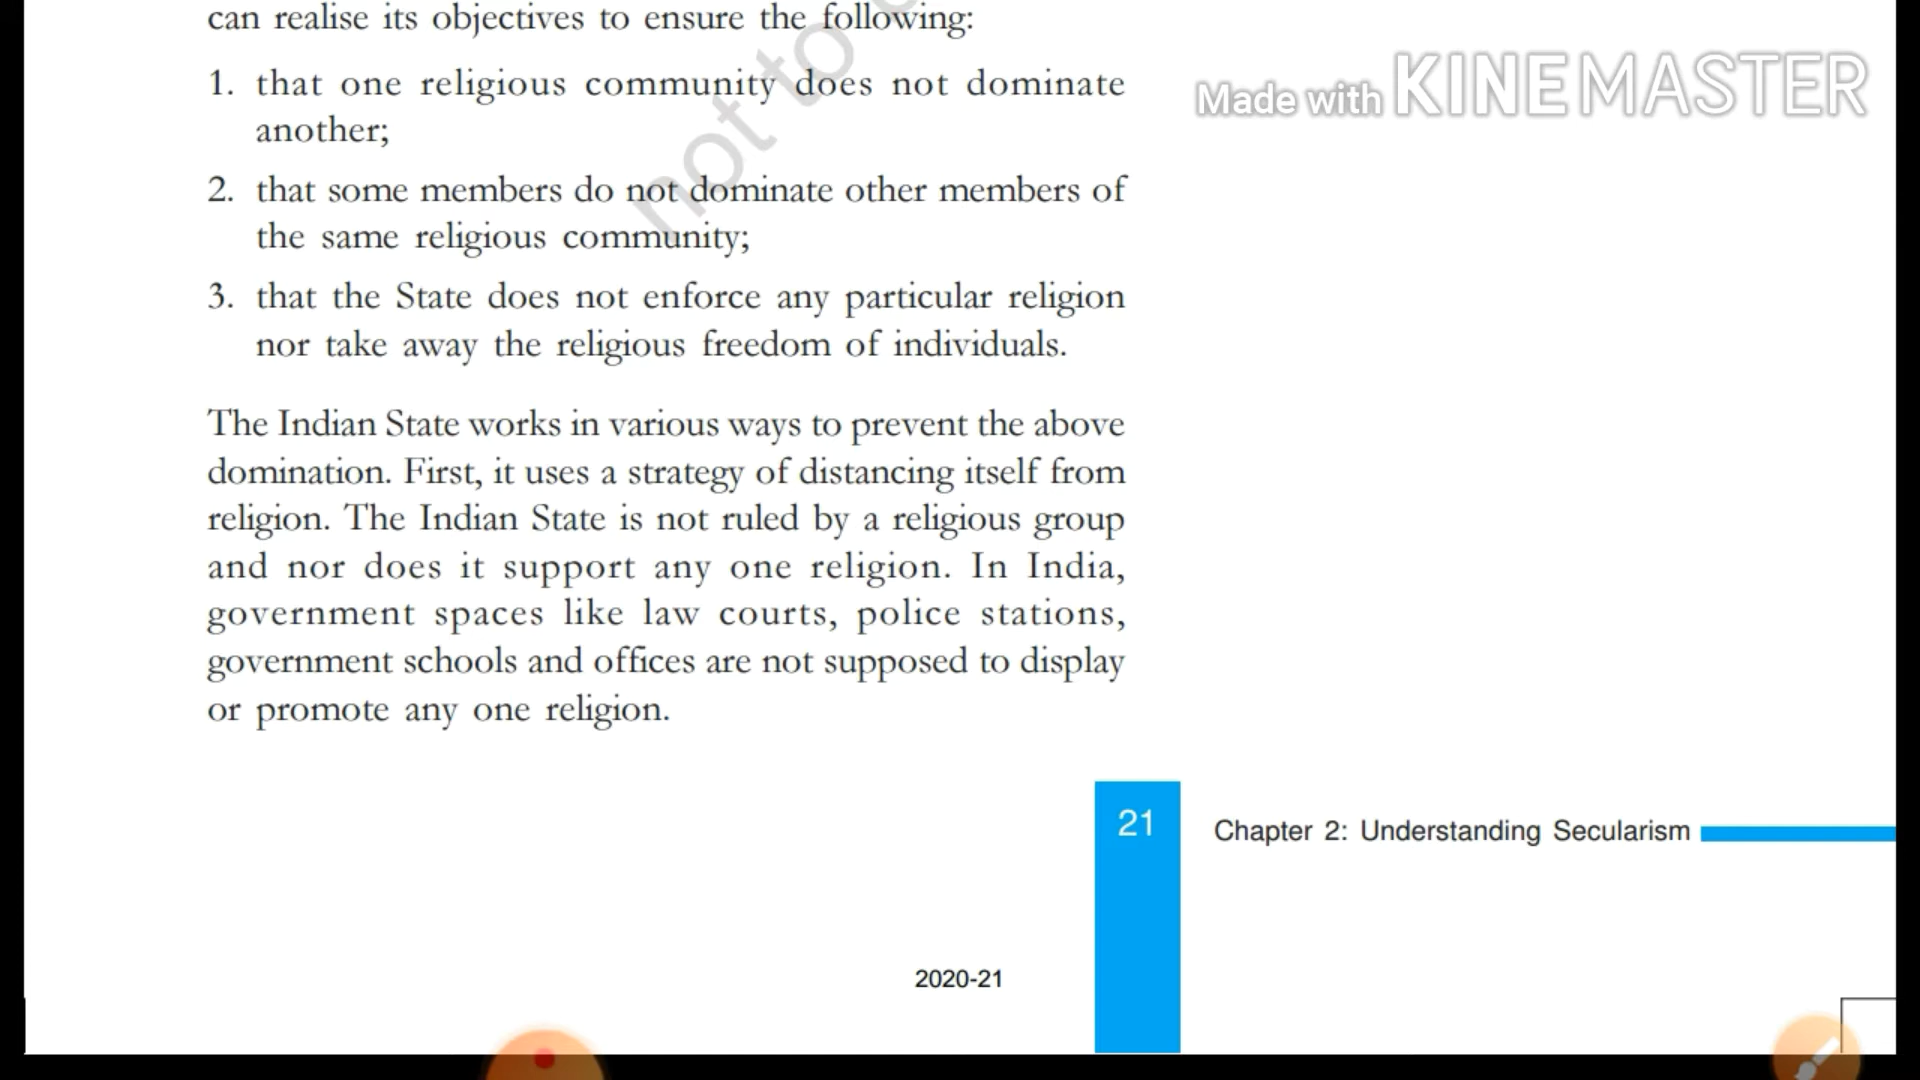 can realise its objectives to ensure the following:
1. that one religious community does not dominate
another;
2. that some members do not dominate other members of
the same religious community;
3. that the State does not enforce any particular religion
nor take away the religious freedom of individuals.
The Indian State works in various ways to prevent the above
domination. First, it uses a strategy of distancing itself from
religion. The Indian State is not ruled by a religious group
and nor does it support any one religion. In India,
government spaces like law courts, police stations,
government schools and offices are not supposed to display
or promote any one religion.
not to
Made with KINEMASTER
21
Chapter 2: Understanding Secularism
2020-21